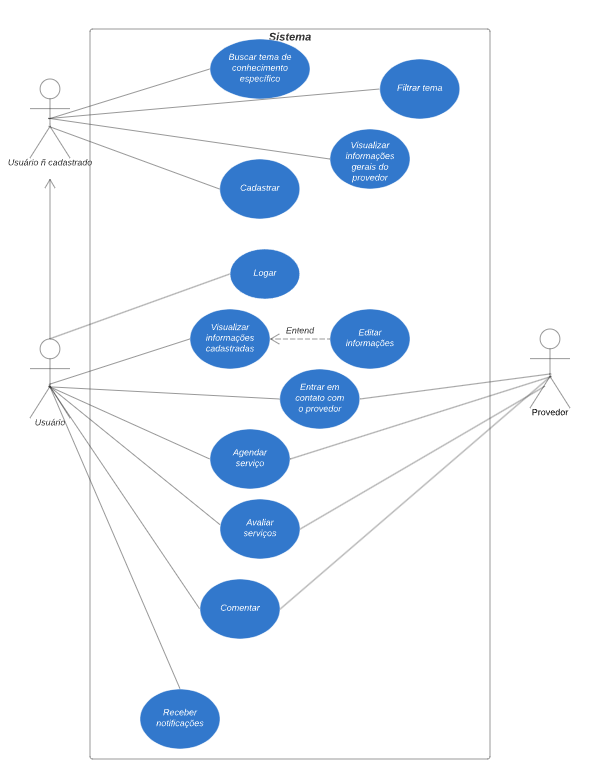 Sistema
Buscar tema de
conhecimento
específico
Filtrar tema
Visualizar
informações
gerais do
provedor
Usuário ñ cadastrado
Cadastrar
Logar
Visualizar
informações
cadastradas
Entend
Editar
informações
Entrar em
contato com
o provedor
Provedor
Usuário
Agendar
serviço
Avaliar
serviços
Comentar
Receber
notificações